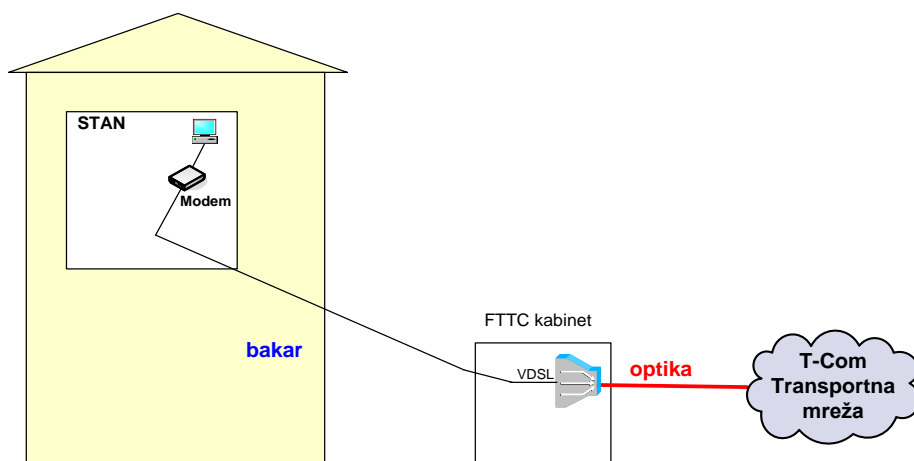 STAN
Modem
FTTC kabinet
bakar
VDSL
optika
T-Com
Transportna
mreža